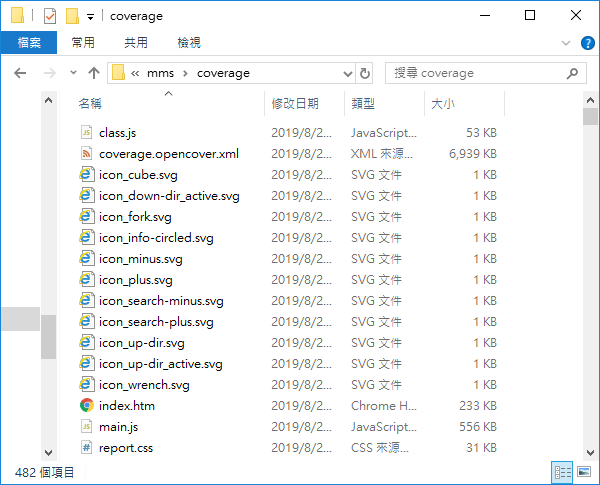 coverage
檔案 常用 共用 檢視
« mms > coverage 搜尋 coverage
名稱 修改日期 類型 大小
class.js 2019/8/2... JavaScript... 53 KB
coverage.opencover.xml 2019/8/2... XML 來源... 6,939 KB
icon_cube.svg 2019/8/2... SVG 文件 1 KB
icon_down-dir_active.svg 2019/8/2... SVG 文件 1 KB
icon_fork.svg 2019/8/2... SVG 文件 1 KB
icon_info-circled.svg 2019/8/2... SVG 文件 1 KB
icon_minus.svg 2019/8/2... SVG 文件 1 KB
icon_plus.svg 2019/8/2... SVG 文件 1 KB
icon_search-minus.svg 2019/8/2... SVG 文件 1 KB
icon_search-plus.svg 2019/8/2... SVG 文件 1 KB
icon_up-dir.svg 2019/8/2... SVG 文件 1 KB
icon_up-dir_active.svg 2019/8/2... SVG 文件 1 KB
icon_wrench.svg 2019/8/2... SVG 文件 1 KB
index.htm 2019/8/2... Chrome H... 233 KB
main.js 2019/8/2... JavaScript... 556 KB
report.css 2019/8/2... CSS 來源... 31 KB
482 個項目